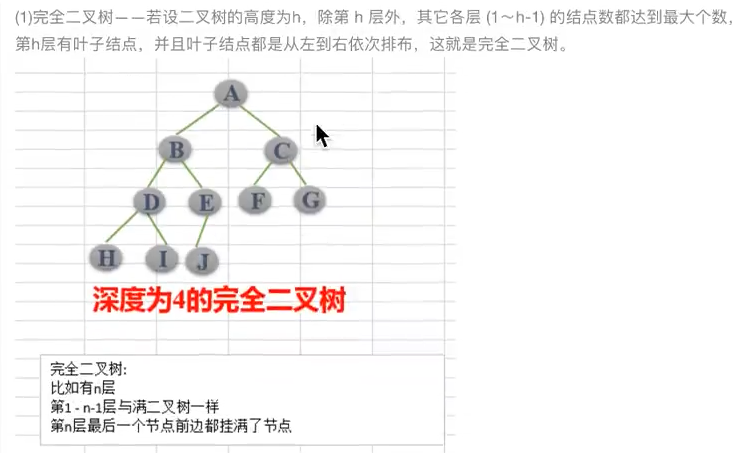 (1)完全二叉树——若设二叉树的高度为h，除第 h 层外，其它各层 (1～h-1) 的结点数都达到最大个数，
第h层有叶子结点，并且叶子结点都是从左到右依次排布，这就是完全二叉树。
A
B C
D E F G
H I J
深度为4的完全二叉树
完全二叉树:
比如有n层
第1 - n-1层与满二叉树一样
第n层最后一个节点前边都挂满了节点